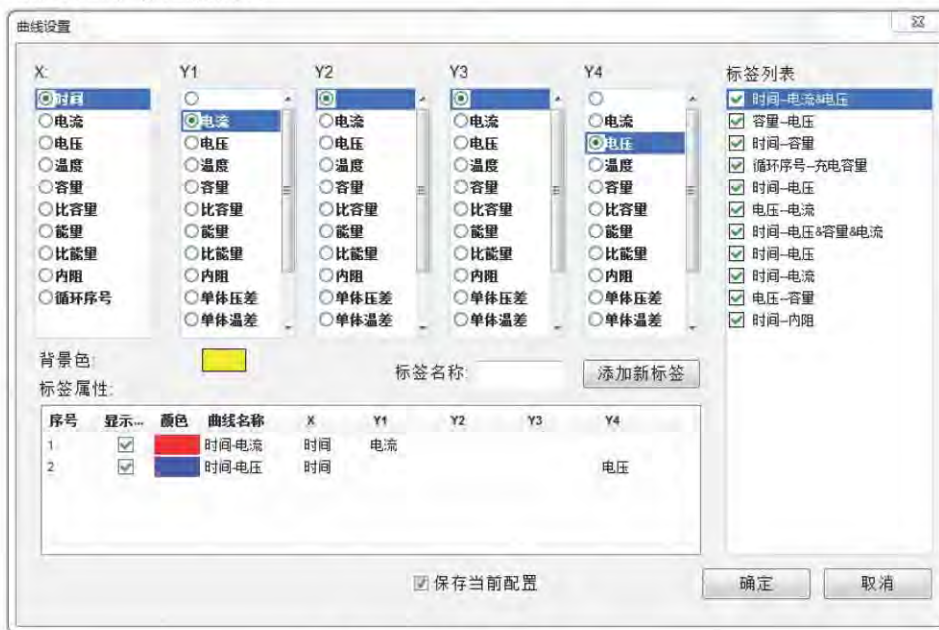 曲线设置
X:
时间
电流
电压
温度
容量
比容量
能量
比能量
内阻
循环序号
Y1
电流
电压
温度
容量
比容量
能量
比能量
内阻
单体压差
单体温差
Y2
电流
电压
温度
容量
比容量
能量
比能量
内阻
单体压差
单体温差
Y3
电流
电压
温度
容量
比容量
能量
比能量
内阻
单体压差
单体温差
Y4
电流
电压
温度
容量
比容量
能量
比能量
内阻
单体压差
单体温差
标签列表
时间--电流&电压
容量--电压
时间--容量
循环序号--充电容量
时间--电压
电压--电流
时间--电压&容量&电流
时间--电压
时间--电流
电压--容量
时间--内阻
背景色:
标签名称:
添加新标签
标签属性:
序号 显示... 颜色 曲线名称 X Y1 Y2 Y3 Y4
1 时间-电流 时间 电流
2 时间-电压 时间 电压
保存当前配置
确定
取消